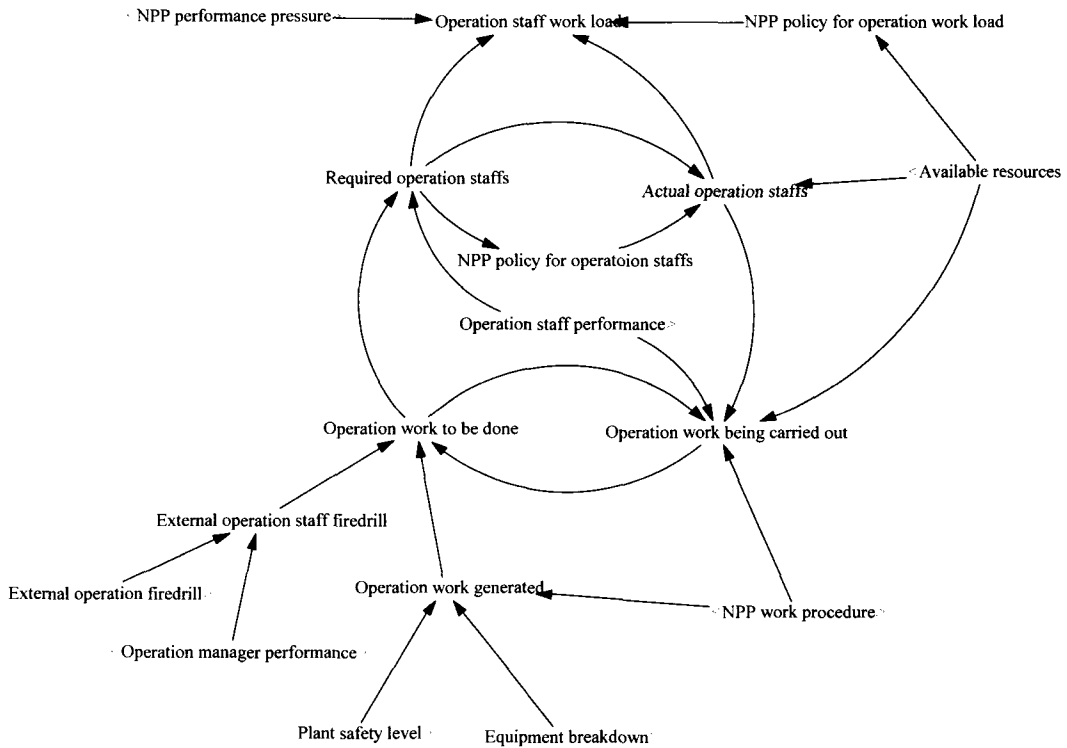 NPP performance pressure
Operation staff work load
NPP policy for operation work load
Required operation staffs
Actual operation staffs
< Available resources
NPP policy for operatoion staffs
Operation staff performance >
Operation work to be done
Operation work being carried out
External operation staff firedrill
External operation firedrill
Operation work generated
< NPP work procedure >
Operation manager performance
Plant safety level
Equipment breakdown